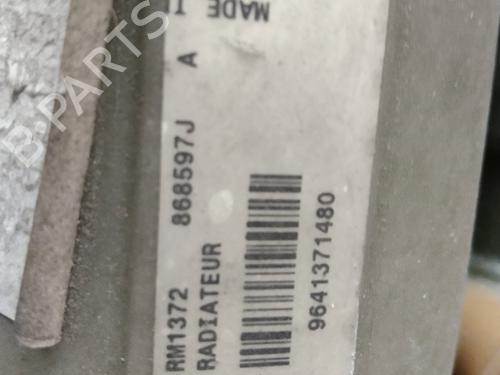 MADE I
RM1372 868597J A
RADIATEUR
9641371480
B-PARTS